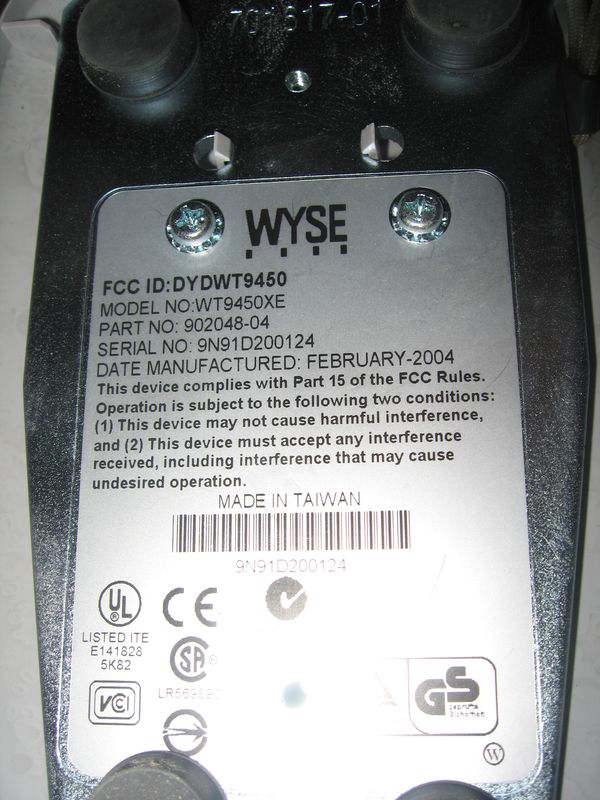 WYSE
FCC ID:DYDWT9450
MODEL NO:WT9450XE
PART NO: 902048-04
SERIAL NO: 9N91D200124
DATE MANUFACTURED: FEBRUARY-2004
This device complies with Part 15 of the FCC Rules.
Operation is subject to the following two conditions:
(1) This device may not cause harmful interference,
and (2) This device must accept any interference
received, including interference that may cause
undesired operation.
MADE IN TAIWAN
9N91D200124
UL
CE
LISTED ITE
E141828
5K82
SA
VCI
GS
geprüfte
Sicherheit
W